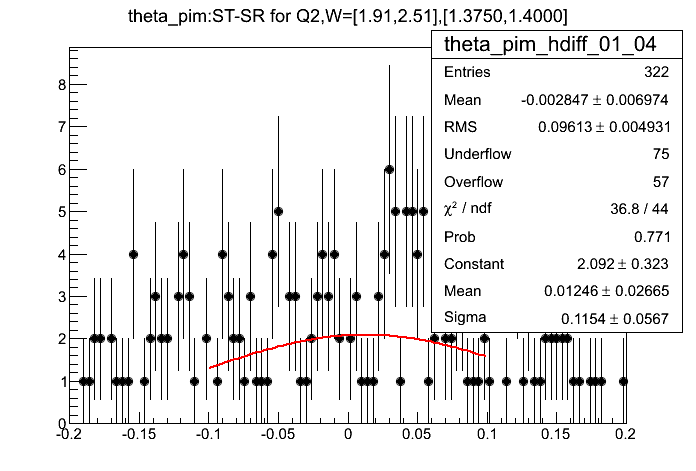 theta_pim:ST-SR for Q2,W=[1.91,2.51],[1.3750,1.4000]
theta_pim_hdiff_01_04
Entries 322
Mean -0.002847 ± 0.006974
RMS 0.09613 ± 0.004931
Underflow 75
Overflow 57
χ² / ndf 36.8 / 44
Prob 0.771
Constant 2.092 ± 0.323
Mean 0.01246 ± 0.02665
Sigma 0.1154 ± 0.0567
8
7
6
5
4
3
2
1
0
-0.2 -0.15 -0.1 -0.05 0 0.05 0.1 0.15 0.2